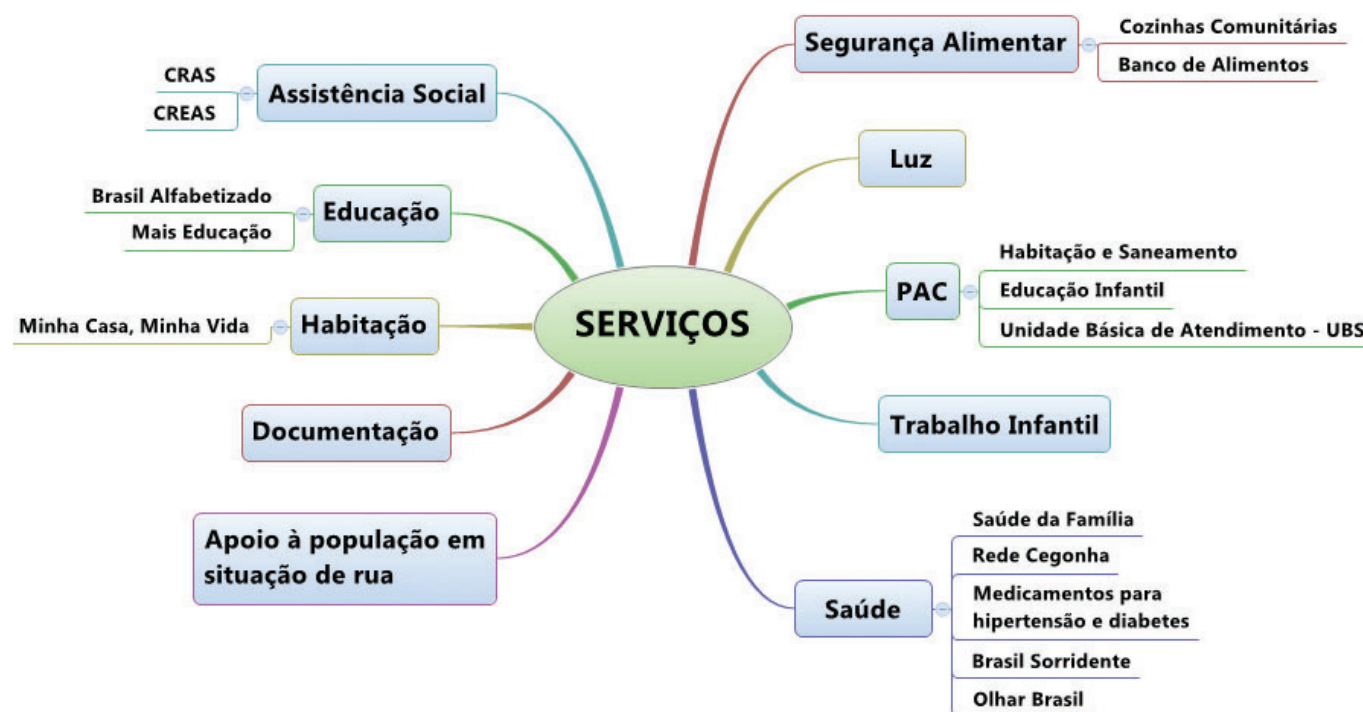 SERVIÇOS
Segurança Alimentar
Cozinhas Comunitárias
Banco de Alimentos
Luz
PAC
Habitação e Saneamento
Educação Infantil
Unidade Básica de Atendimento - UBS
Trabalho Infantil
Saúde
Saúde da Família
Rede Cegonha
Medicamentos para
hipertensão e diabetes
Brasil Sorridente
Olhar Brasil
Assistência Social
CRAS
CREAS
Educação
Brasil Alfabetizado
Mais Educação
Habitação
Minha Casa, Minha Vida
Documentação
Apoio à população em
situação de rua